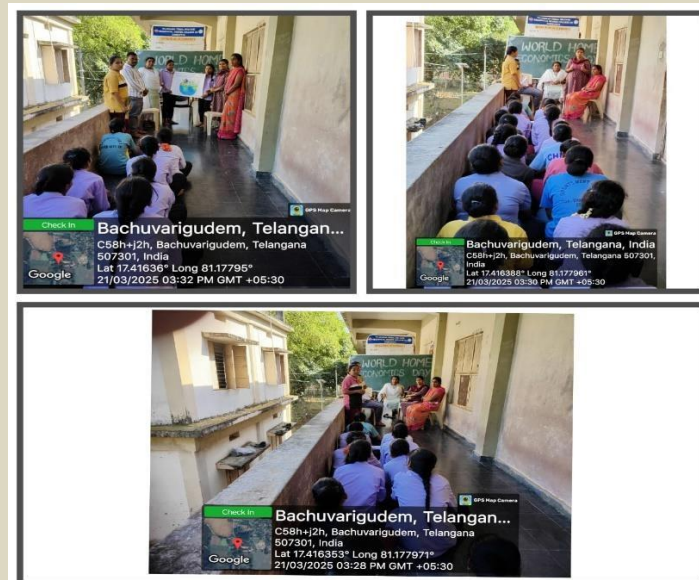 WORLD HOME
ECONOMICS
GPS Map Camera
Check In
Google
Bachuvarigudem, Telangan...
C58h+j2h, Bachuvarigudem, Telangana
507301, India
Lat 17.41636° Long 81.17795°
21/03/2025 03:32 PM GMT +05:30
WORLD HOME
ECONOMICS
GPS Map Camera
Check In
Google
Bachuvarigudem, Telangana, India
C58h+j2h, Bachuvarigudem, Telangana 507301,
India
Lat 17.416388° Long 81.177961°
21/03/2025 03:30 PM GMT +05:30
WORLD HOME
ECONOMICS DAY
GPS Map Camera
Check In
Google
Bachuvarigudem, Telangan...
C58h+j2h, Bachuvarigudem, Telangana
507301, India
Lat 17.416353° Long 81.177971°
21/03/2025 03:28 PM GMT +05:30